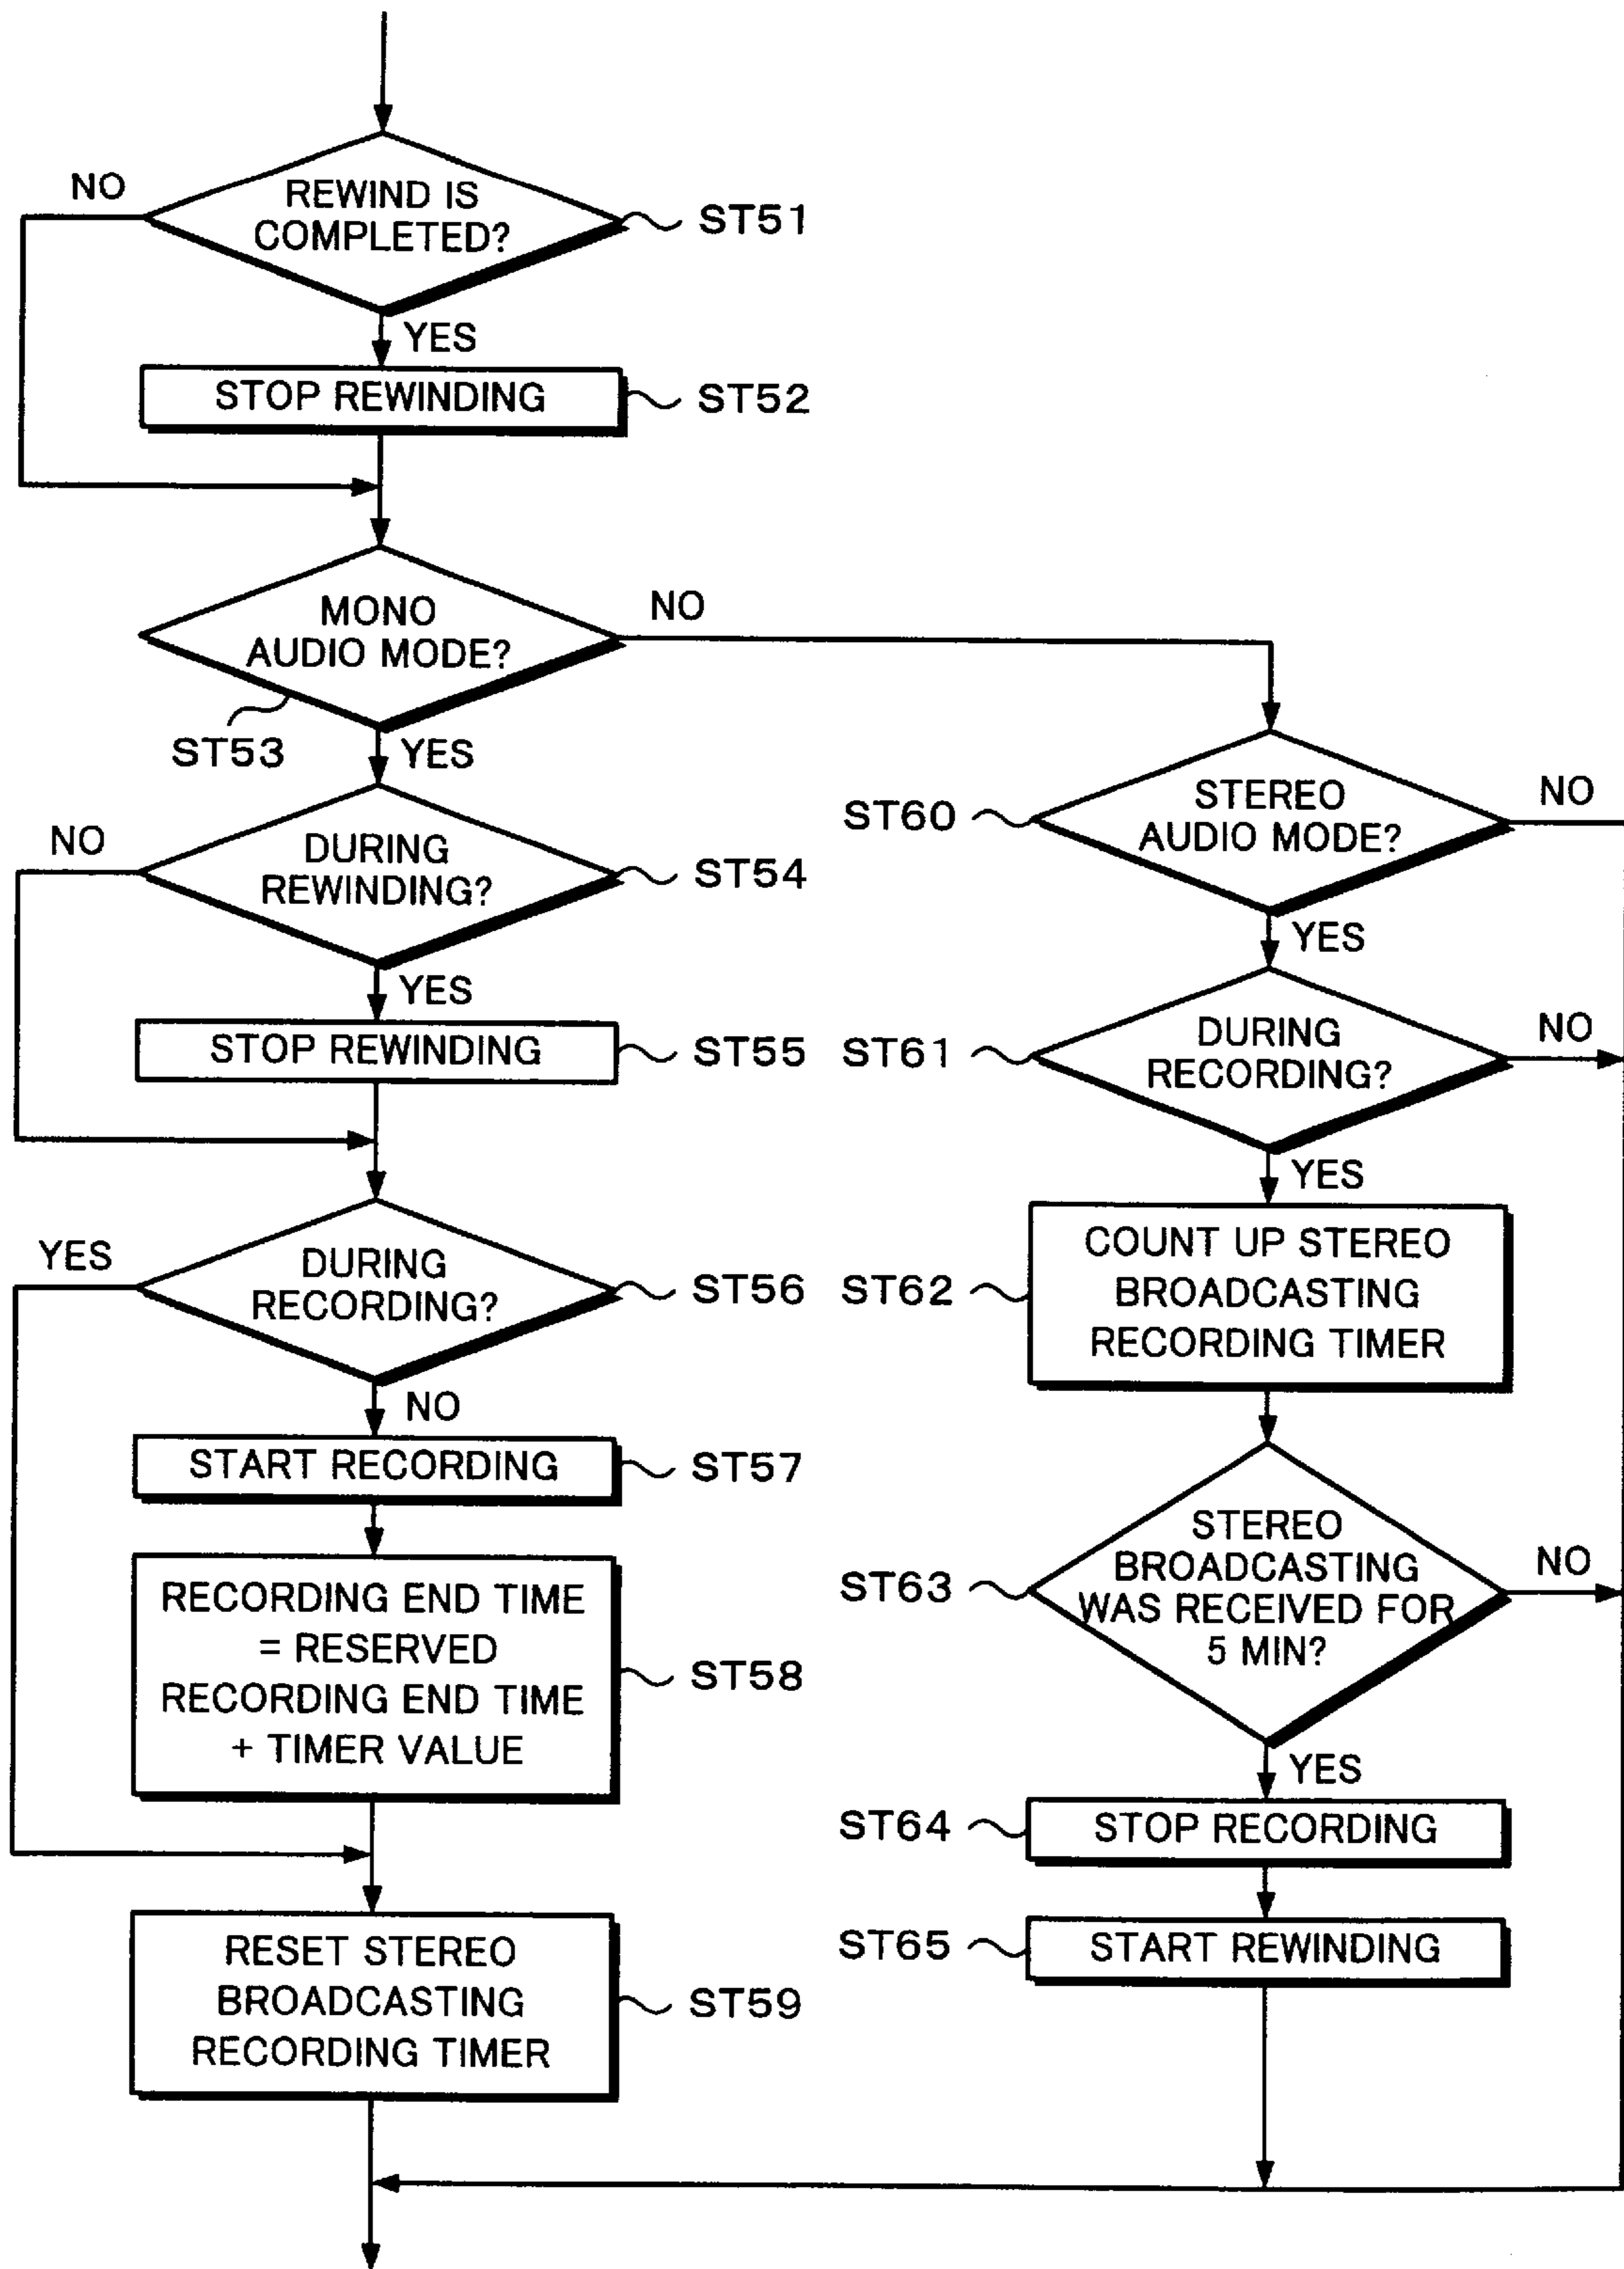 NO
REWIND IS
COMPLETED?
ST51
YES
STOP REWINDING
ST52
MONO
AUDIO MODE?
NO
ST53
YES
NO
DURING
REWINDING?
ST54
YES
STOP REWINDING
ST55
YES
DURING
RECORDING?
ST56
NO
START RECORDING
ST57
RECORDING END TIME
= RESERVED
RECORDING END TIME
+ TIMER VALUE
ST58
RESET STEREO
BROADCASTING
RECORDING TIMER
ST59
ST60
STEREO
AUDIO MODE?
NO
YES
ST61
DURING
RECORDING?
NO
YES
ST62
COUNT UP STEREO
BROADCASTING
RECORDING TIMER
ST63
STEREO
BROADCASTING
WAS RECEIVED FOR
5 MIN?
NO
YES
ST64
STOP RECORDING
ST65
START REWINDING